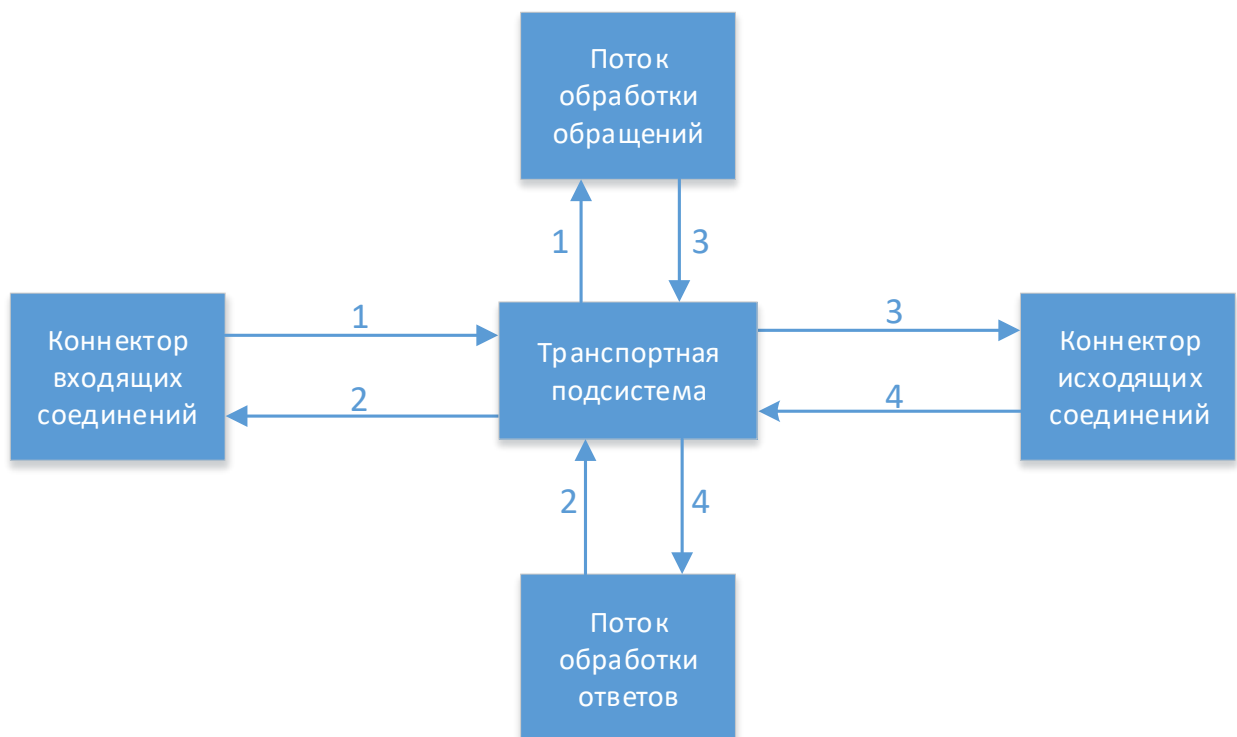 Поток
обработки
обращений
1
3
Коннектор
входящих
соединений
1
2
Транспортная
подсистема
3
4
Коннектор
исходящих
соединений
2
4
Поток
обработки
ответов